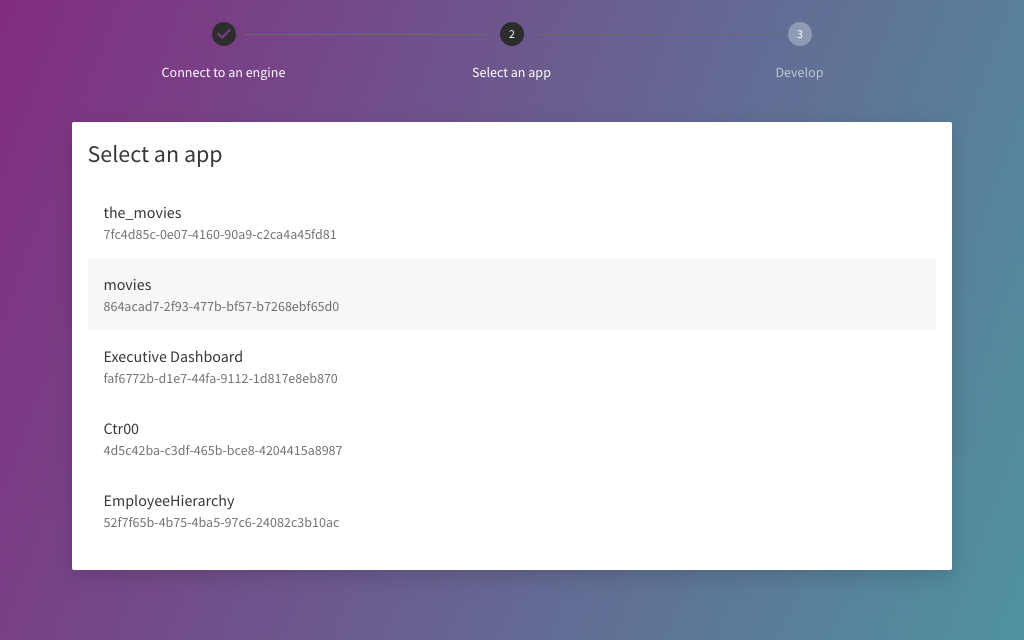 2
3
Connect to an engine
Select an app
Develop
Select an app
the_movies
7fc4d85c-0e07-4160-90a9-c2ca4a45fd81
movies
864acad7-2f93-477b-bf57-b7268ebf65d0
Executive Dashboard
faf6772b-d1e7-44fa-9112-1d817e8eb870
Ctr00
4d5c42ba-c3df-465b-bce8-4204415a8987
EmployeeHierarchy
52f7f65b-4b75-4ba5-97c6-24082c3b10ac